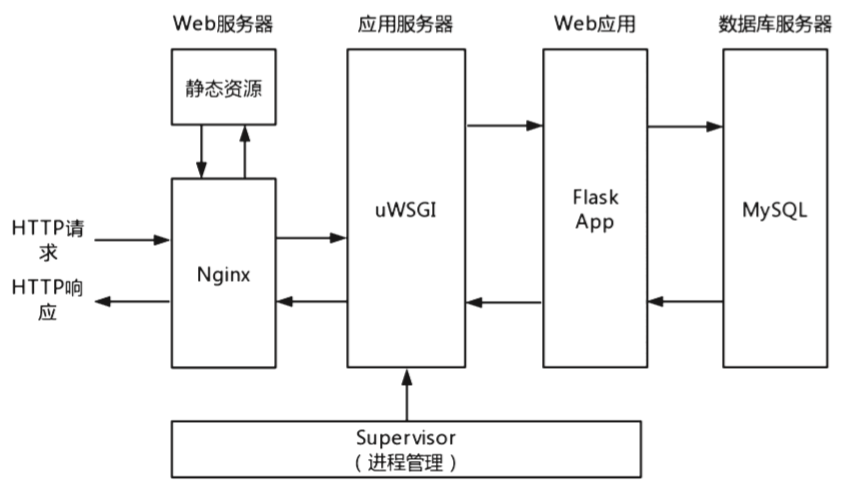 Web服务器
应用服务器
Web应用
数据库服务器
静态资源
HTTP请
求
HTTP响
应
Nginx
uWSGI
Flask
App
MySQL
Supervisor
（进程管理）